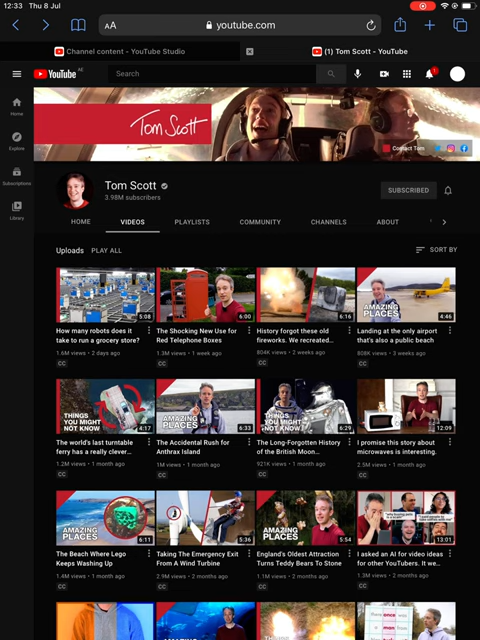 12:33 Thu 8 Jul
AA youtube.com
Channel content - YouTube Studio
(1) Tom Scott - YouTube
YouTube
Search
Tom Scott
Contact Tom
Home
Explore
Subscriptions
Library
Tom Scott
3.98M subscribers
SUBSCRIBED
HOME VIDEOS PLAYLISTS COMMUNITY CHANNELS ABOUT
Uploads PLAY ALL SORT BY
5:08
6:00
6:16
AMAZING
PLACES
4:46
How many robots does it
take to run a grocery store?
1.6M views • 2 days ago
CC
The Shocking New Use for
Red Telephone Boxes
1.3M views • 1 week ago
CC
History forgot these old
fireworks. We recreated...
804K views • 2 weeks ago
CC
Landing at the only airport
that's also a public beach
808K views • 3 weeks ago
CC
THINGS
YOU MIGHT
NOT KNOW
4:17
AMAZING
PLACES
6:33
THINGS
YOU MIGHT
NOT KNOW
6:29
12:09
The world's last turntable
ferry has a really clever...
1.2M views • 1 month ago
CC
The Accidental Rush for
Anthrax Island
1M views • 1 month ago
CC
The Long-Forgotten History
of the British Moon...
921K views • 1 month ago
CC
I promise this story about
microwaves is interesting.
2.5M views • 1 month ago
CC
AMAZING
PLACES
6:11
5:36
AMAZING
PLACES
5:54
13:01
The Beach Where Lego
Keeps Washing Up
1.4M views • 1 month ago
CC
Taking The Emergency Exit
From A Wind Turbine
2.9M views • 2 months ago
CC
England's Oldest Attraction
Turns Teddy Bears To Stone
1.1M views • 2 months ago
CC
I asked an AI for video ideas
for other YouTubers. It we...
1.3M views • 2 months ago
CC